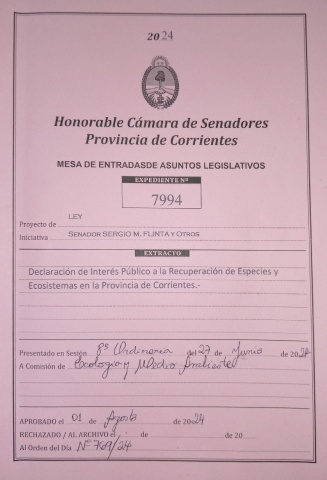 2024
Honorable Cámara de Senadores
Provincia de Corrientes
MESA DE ENTRADASDE ASUNTOS LEGISLATIVOS
EXPEDIENTE Nº
7994
Proyecto de LEY
Iniciativa SENADOR SERGIO M. FLINTA Y OTROS
EXTRACTO
Declaración de Interés Público a la Recuperación de Especies y
Ecosistemas en la Provincia de Corrientes.-
Presentado en Sesión 8ª Ordinaria del 27 de Junio de 2024
A Comisión de Ecología y Medio Ambiente
APROBADO el 01 de Agosto de 2024
RECHAZADO / AL ARCHIVO el de de 20
Al Orden del Día Nº /24